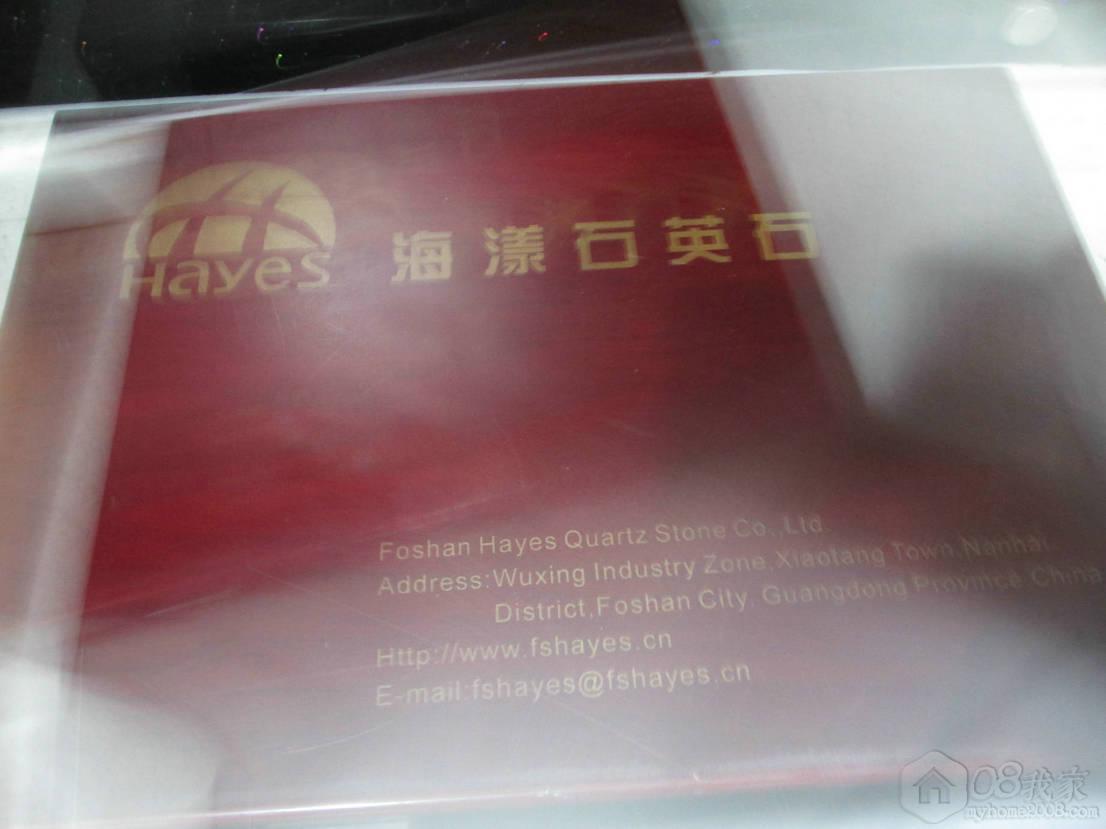 Hayes
海漾石英石
Foshan Hayes Quartz Stone Co.,Ltd.
Address:Wuxing Industry Zone,Xiaotang Town,Nanhai
District,Foshan City, Guangdong Province China
Http://www.fshayes.cn
E-mail:fshayes@fshayes.cn
08我家
myhome2008.com